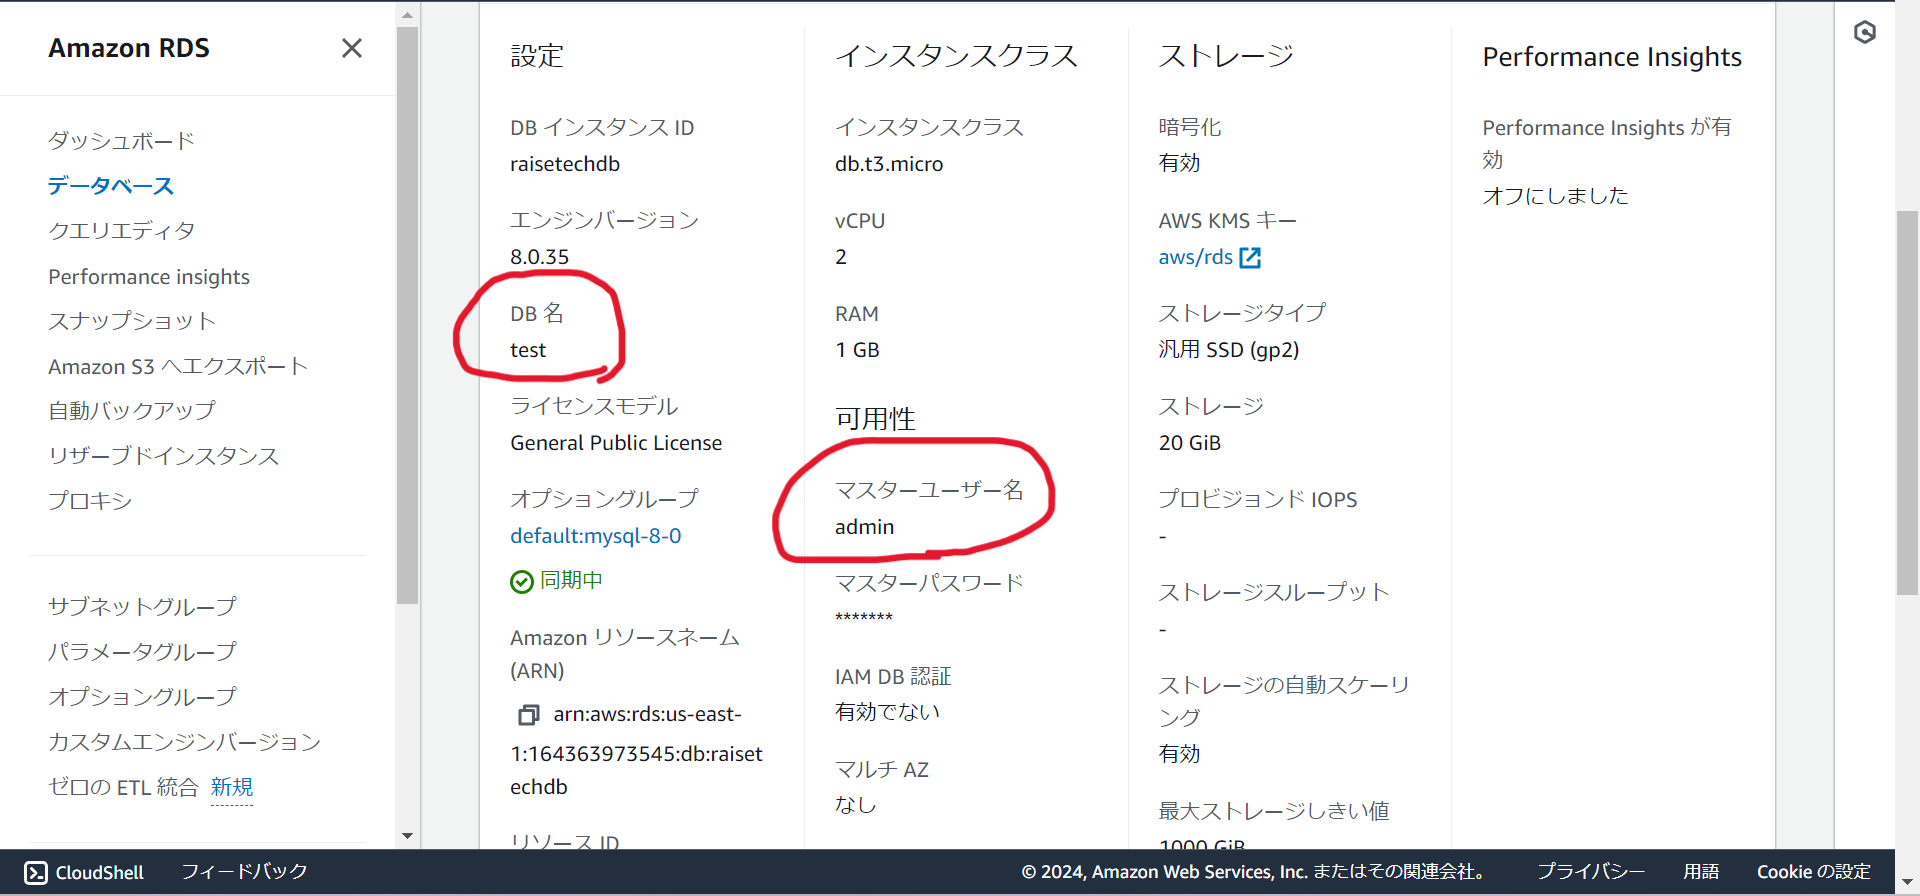 Amazon RDS
ダッシュボード
データベース
クエリエディタ
Performance insights
スナップショット
Amazon S3 へエクスポート
自動バックアップ
リザーブドインスタンス
プロキシ
サブネットグループ
パラメータグループ
オプショングループ
カスタムエンジンバージョン
ゼロの ETL 統合 新規
設定
DB インスタンス ID
raisetechdb
エンジンバージョン
8.0.35
DB 名
test
ライセンスモデル
General Public License
オプショングループ
default:mysql-8-0
同期中
Amazon リソースネーム
(ARN)
arn:aws:rds:us-east-
1:164363973545:db:raiset
echdb
リソース ID
インスタンスクラス
インスタンスクラス
db.t3.micro
vCPU
2
RAM
1 GB
可用性
マスターユーザー名
admin
マスターパスワード
*******
IAM DB 認証
有効でない
マルチ AZ
なし
ストレージ
暗号化
有効
AWS KMS キー
aws/rds
ストレージタイプ
汎用 SSD (gp2)
ストレージ
20 GiB
プロビジョンド IOPS
-
ストレージスループット
-
ストレージの自動スケーリ
ング
有効
最大ストレージしきい値
1000 GiB
Performance Insights
Performance Insights が有
効
オフにしました
CloudShell フィードバック © 2024, Amazon Web Services, Inc. またはその関連会社。 プライバシー 用語 Cookie の設定